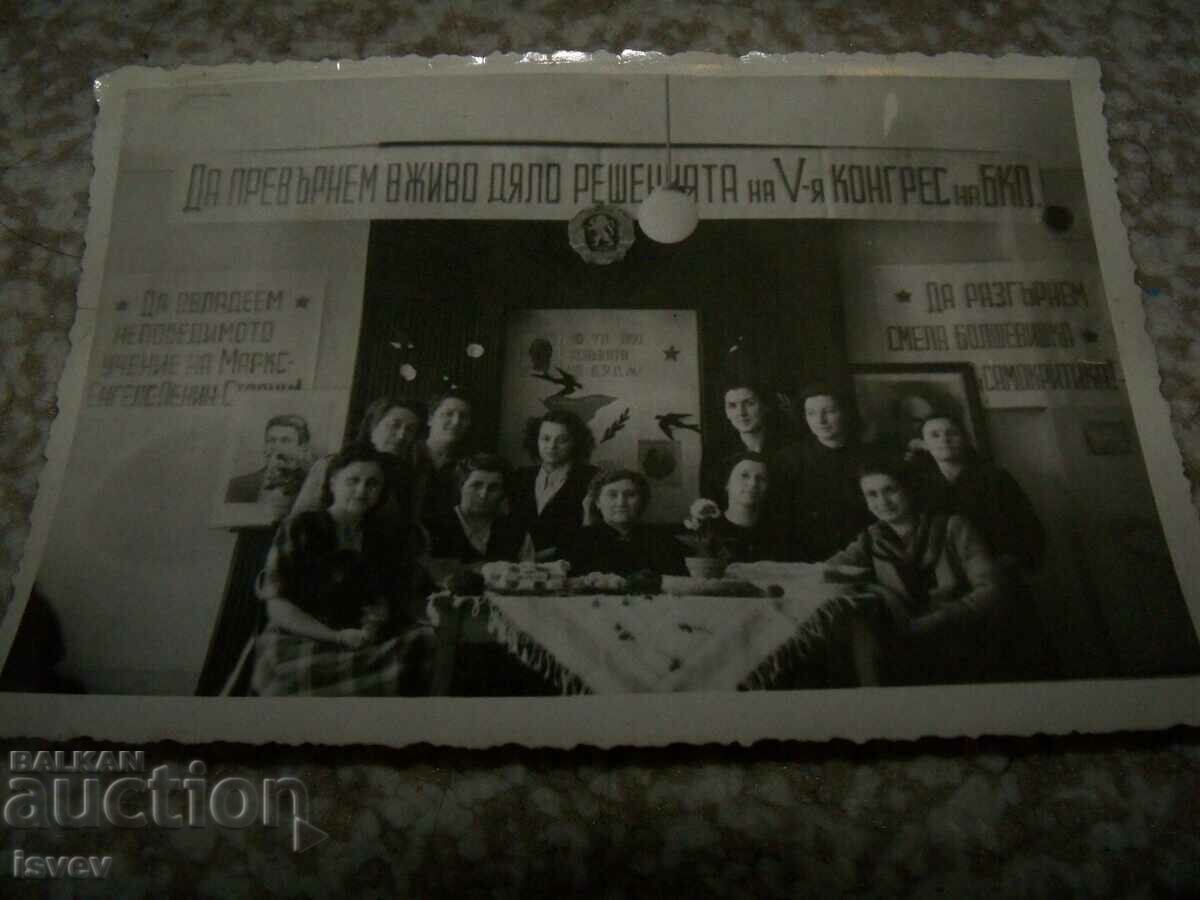 ДА ПРЕВЪРНЕМ В ЖИВО ДЯЛО РЕШЕНИЯТА НА V-Я КОНГРЕС НА БКП.
★ ДА ОВЛАДЕЕМ ★
НЕПОБЕДИМОТО
УЧЕНИЕ НА МАРКС-
ЕНГЕЛС-ЛЕНИН-СТАЛИН!
★ ДА РАЗГЪРНЕМ
СМЕЛА БОЛШЕВИШКА
САМОКРИТИКА!
BALKAN
auction
isvev